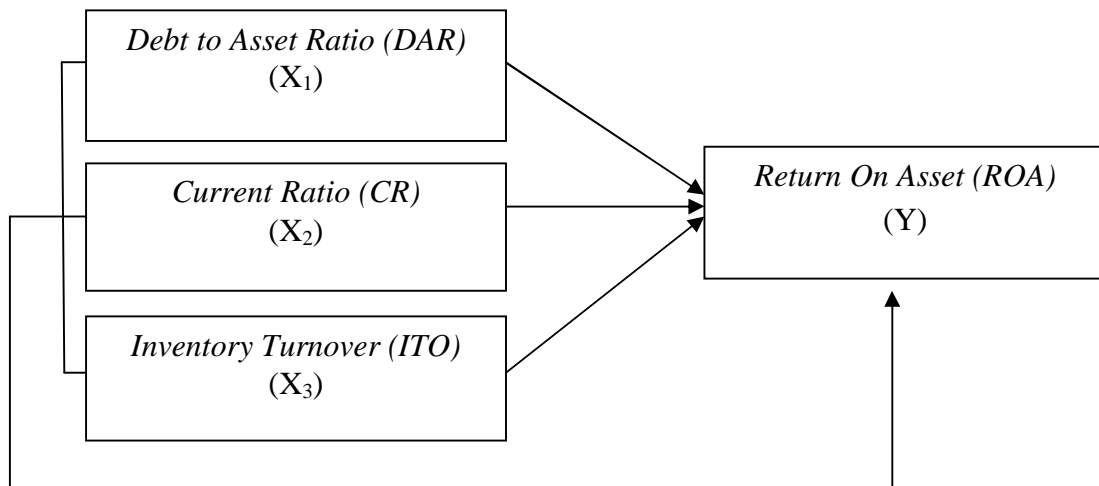 Debt to Asset Ratio (DAR)
(X₁)
Current Ratio (CR)
(X₂)
Inventory Turnover (ITO)
(X₃)
Return On Asset (ROA)
(Y)